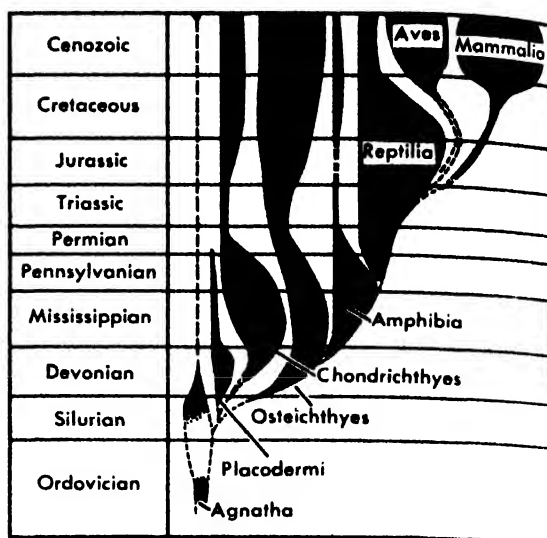 Cenozoic
Cretaceous
Jurassic
Triassic
Permian
Pennsylvanian
Mississippian
Devonian
Silurian
Ordovician
Aves
Mammalia
Reptilia
Amphibia
Chondrichthyes
Osteichthyes
Placodermi
Agnatha